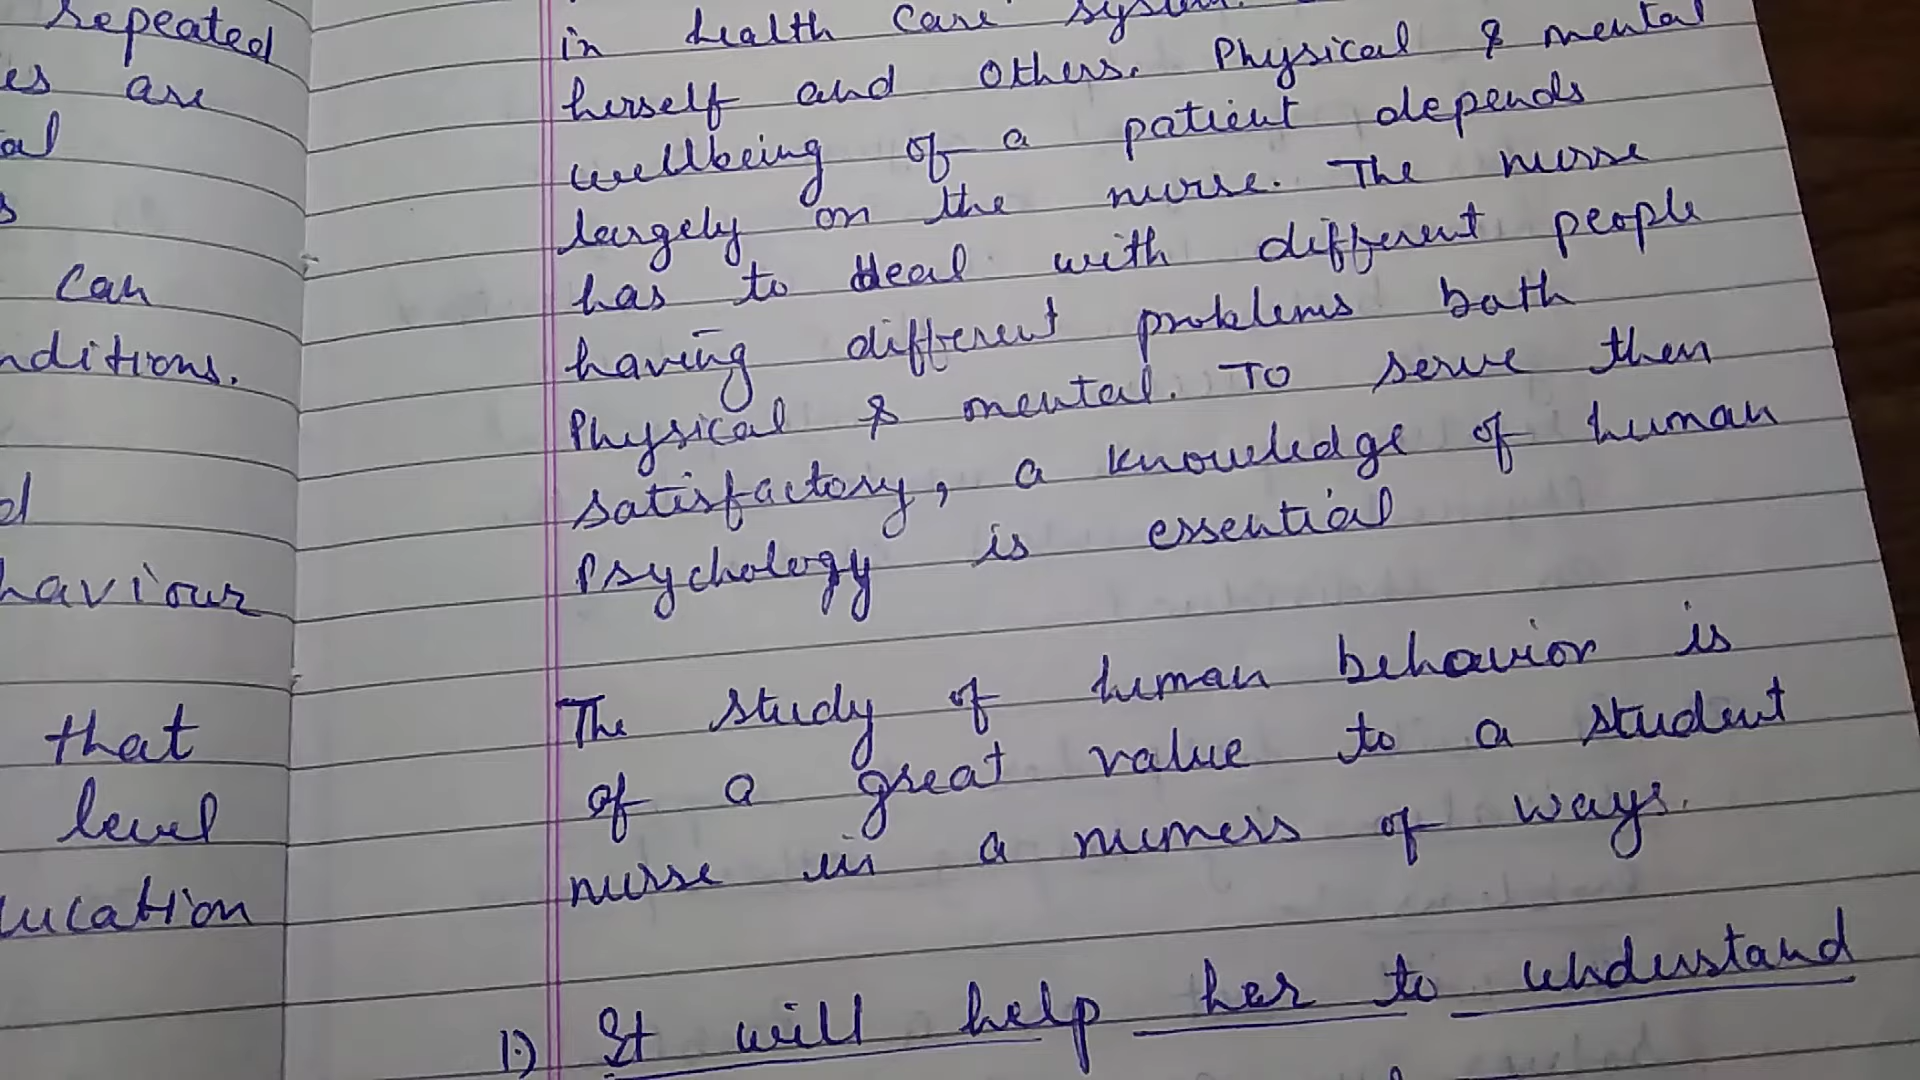 repeated
es are
al
s
can
nditions.
d
haviour
that
level
ucation
in health care system.
herself and others. Physical & mental
wellbeing of a patient depends
largely on the nurse. The nurse
has to deal with different people
having different problems both
Physical & mental. To serve then
satisfactory, a knowledge of human
Psychology is essential
The study of human behavior is
of a great value to a student
nurse in a numers of ways.
1.) It will help her to understand